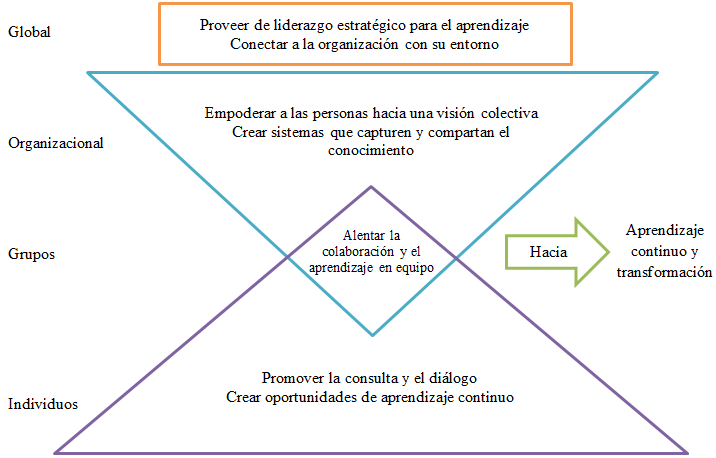 Global
Proveer de liderazgo estratégico para el aprendizaje
Conectar a la organización con su entorno
Organizacional
Empoderar a las personas hacia una visión colectiva
Crear sistemas que capturen y compartan el
conocimiento
Grupos
Alentar la
colaboración y el
aprendizaje en equipo
Hacia
Aprendizaje
continuo y
transformación
Individuos
Promover la consulta y el diálogo
Crear oportunidades de aprendizaje continuo